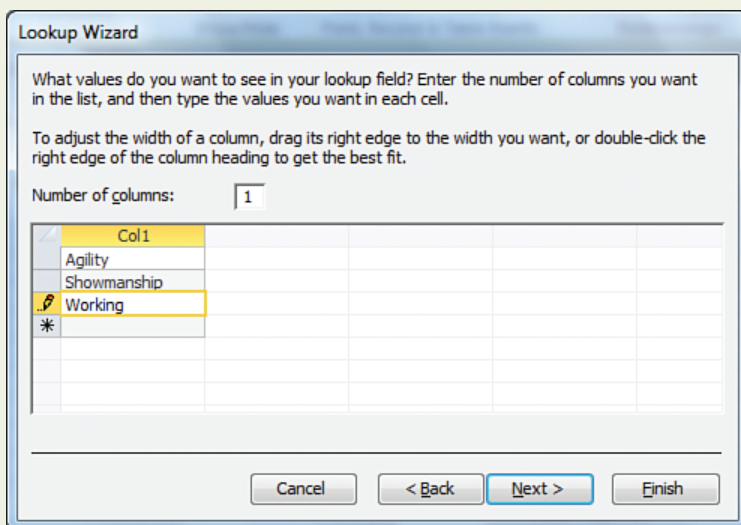 Lookup Wizard
What values do you want to see in your lookup field? Enter the number of columns you want
in the list, and then type the values you want in each cell.
To adjust the width of a column, drag its right edge to the width you want, or double-click the
right edge of the column heading to get the best fit.
Number of columns: 1
Col1
Agility
Showmanship
Working
Cancel < Back Next > Finish